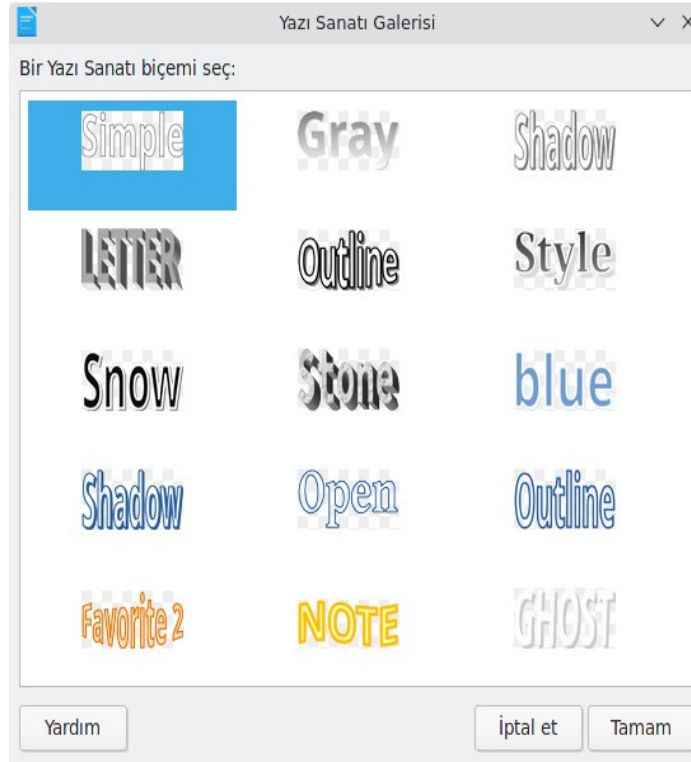 Yazı Sanatı Galerisi
Bir Yazı Sanatı biçemi seç:
Simple Gray Shadow
LETTER Outline Style
Snow Stone blue
Shadow Open Outline
Favorite 2 NOTE GHOST
Yardım İptal et Tamam